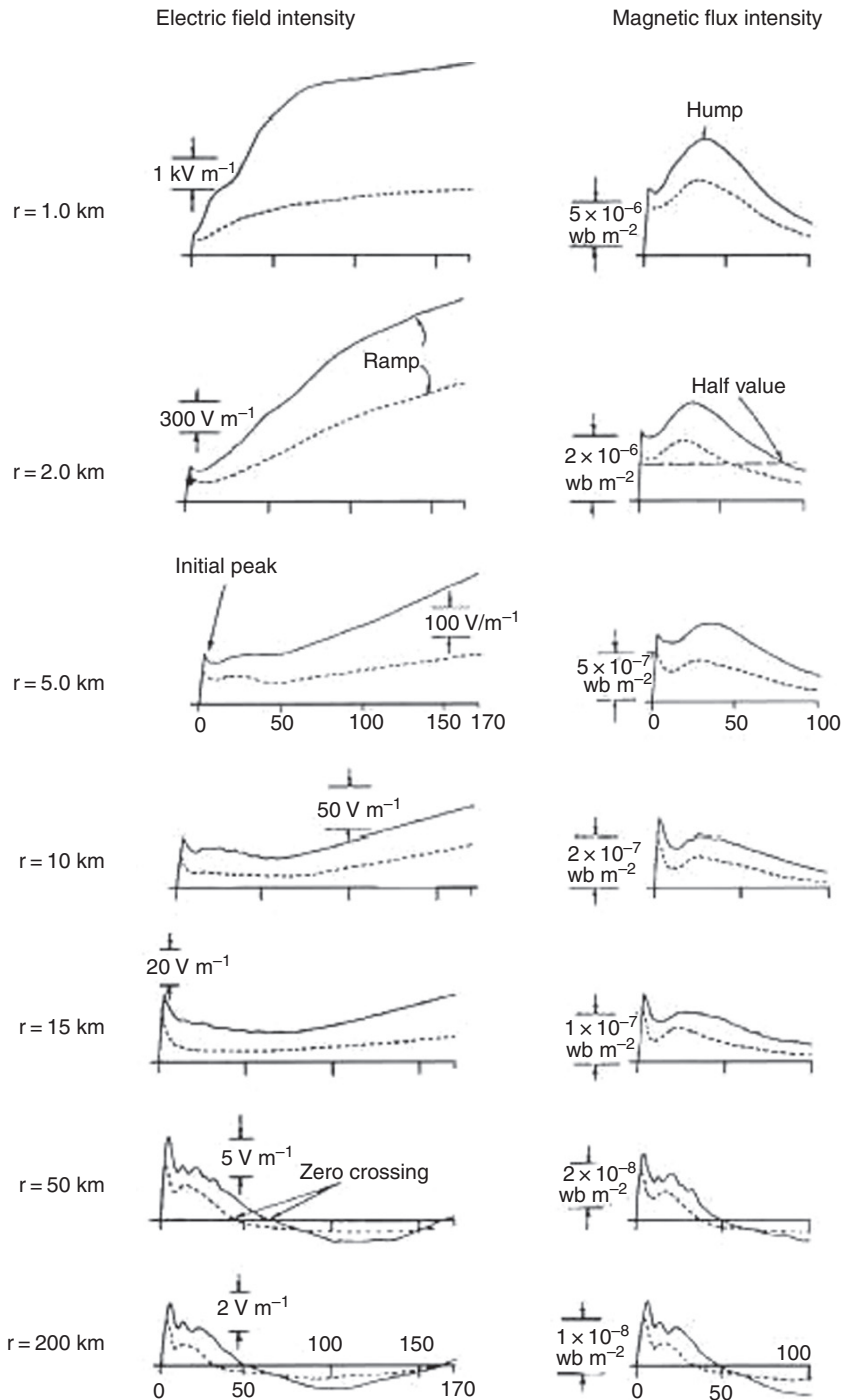 Electric field intensity
Magnetic flux intensity
r = 1.0 km
1 kV m–1
Hump
5 × 10–6
wb m–2
r = 2.0 km
300 V m–1
Ramp
Half value
2 × 10–6
wb m–2
r = 5.0 km
Initial peak
100 V/m–1
0 50 100 150 170
5 × 10–7
wb m–2
0 50 100
r = 10 km
50 V m–1
2 × 10–7
wb m–2
r = 15 km
20 V m–1
1 × 10–7
wb m–2
r = 50 km
5 V m–1
Zero crossing
2 × 10–8
wb m–2
r = 200 km
2 V m–1
100 150
0 50 170
1 × 10–8
wb m–2
100
0 50